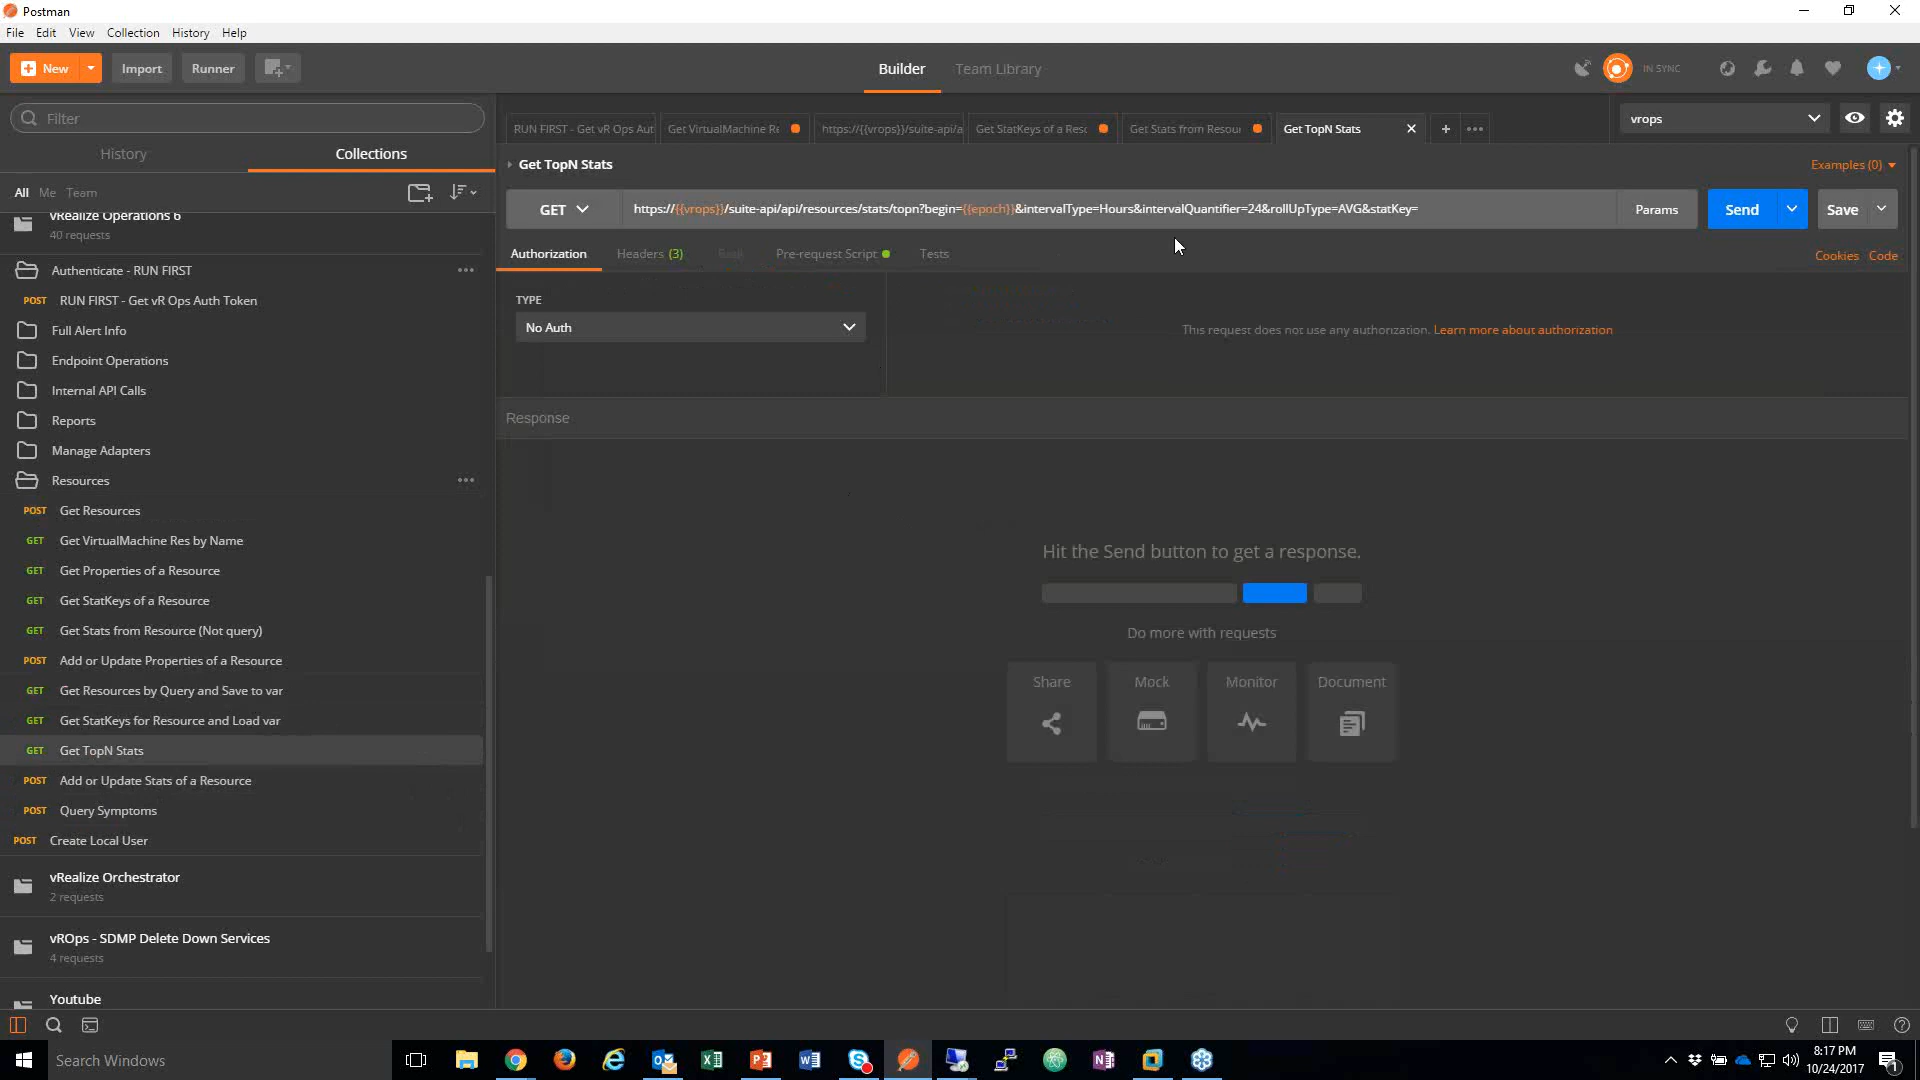 Postman
File Edit View Collection History Help
New Import Runner Builder Team Library IN SYNC
Filter
History Collections
All Me Team
vRealize Operations 6
40 requests
Authenticate - RUN FIRST
POST RUN FIRST - Get vR Ops Auth Token
Full Alert Info
Endpoint Operations
Internal API Calls
Reports
Manage Adapters
Resources
POST Get Resources
GET Get VirtualMachine Res by Name
GET Get Properties of a Resource
GET Get StatKeys of a Resource
GET Get Stats from Resource (Not query)
POST Add or Update Properties of a Resource
GET Get Resources by Query and Save to var
GET Get StatKeys for Resource and Load var
GET Get TopN Stats
POST Add or Update Stats of a Resource
POST Query Symptoms
POST Create Local User
vRealize Orchestrator
2 requests
vROps - SDMP Delete Down Services
4 requests
Youtube
RUN FIRST - Get vR Ops Aut Get VirtualMachine Re https://{{vrops}}/suite-api/a Get StatKeys of a Reso Get Stats from Resour Get TopN Stats vrops
Get TopN Stats Examples (0)
GET https://{{vrops}}/suite-api/api/resources/stats/topn?begin={{epoch}}&intervalType=Hours&intervalQuantifier=24&rollUpType=AVG&statKey= Params Send Save
Authorization Headers (3) Body Pre-request Script Tests Cookies Code
TYPE
No Auth
This request does not use any authorization. Learn more about authorization
Response
Hit the Send button to get a response.
Do more with requests
Share Mock Monitor Document
Search Windows
8:17 PM
10/24/2017